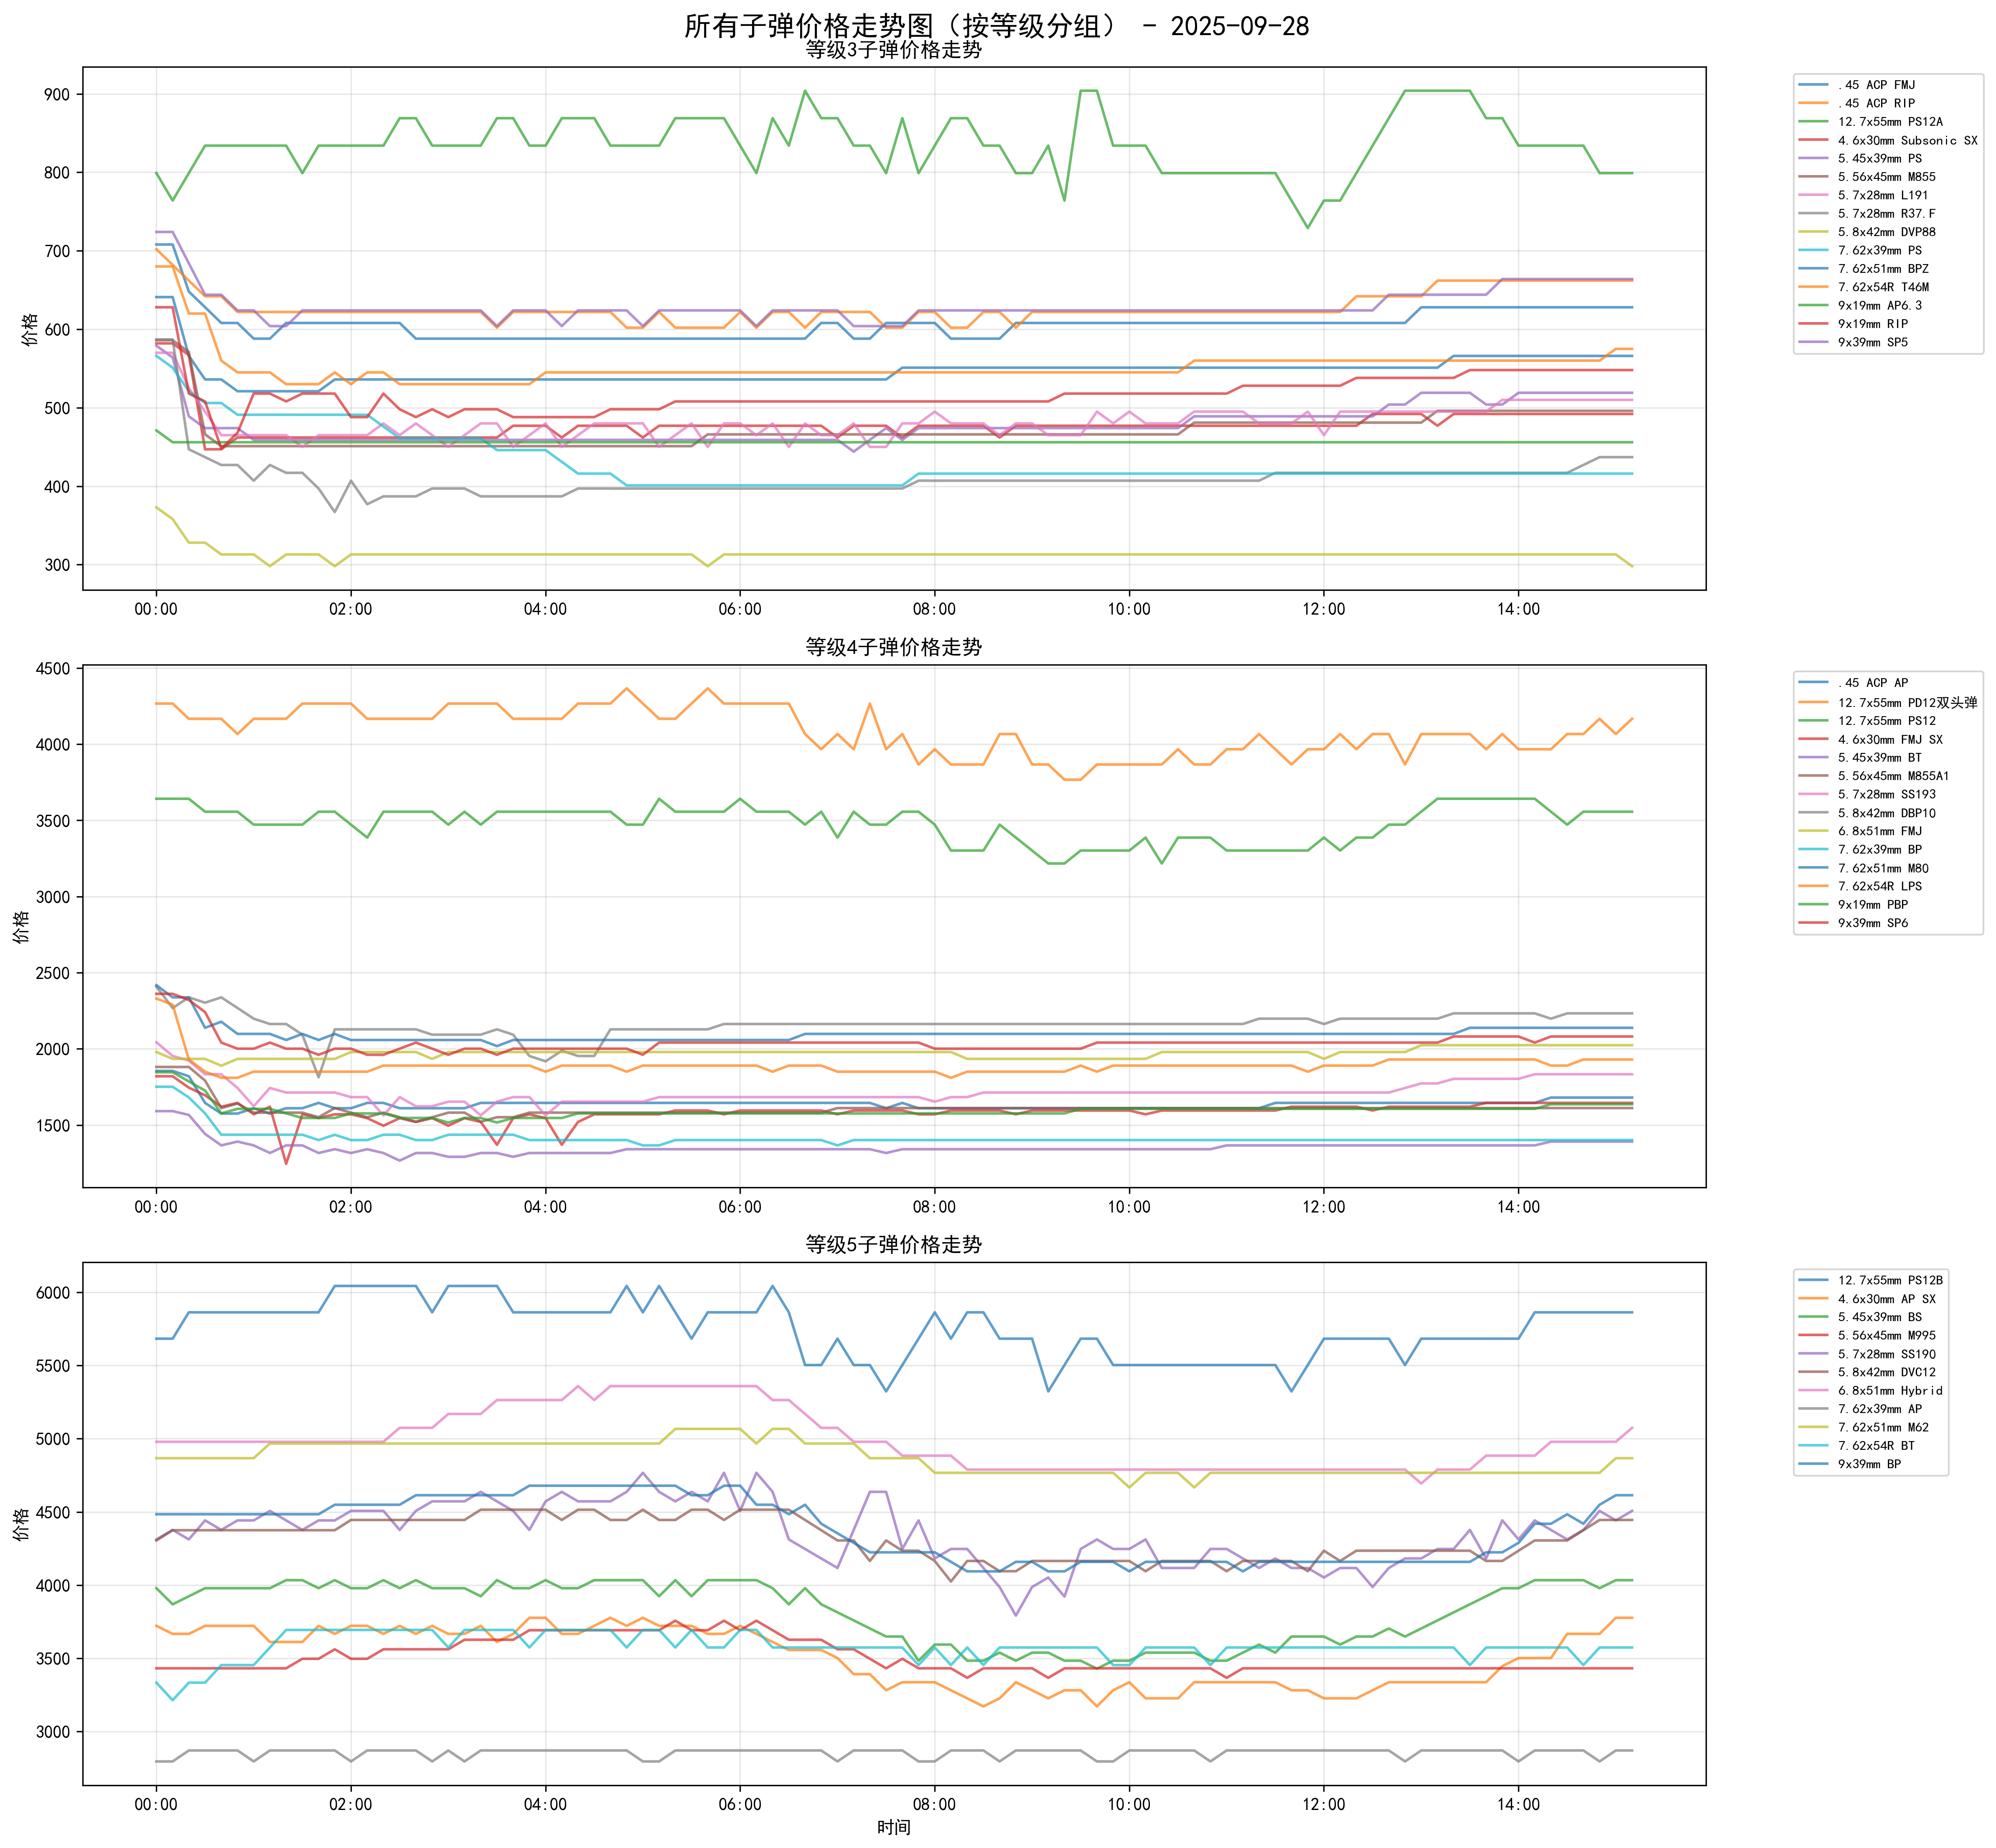 所有子弹价格走势图（按等级分组） - 2025-09-28
等级3子弹价格走势
900
800
700
600
500
400
300
价格
00:00 02:00 04:00 06:00 08:00 10:00 12:00 14:00
.45 ACP FMJ
.45 ACP RIP
12.7x55mm PS12A
4.6x30mm Subsonic SX
5.45x39mm PS
5.56x45mm M855
5.7x28mm L191
5.7x28mm R37.F
5.8x42mm DVP88
7.62x39mm PS
7.62x51mm BPZ
7.62x54R T46M
9x19mm AP6.3
9x19mm RIP
9x39mm SP5
等级4子弹价格走势
4500
4000
3500
3000
2500
2000
1500
价格
00:00 02:00 04:00 06:00 08:00 10:00 12:00 14:00
.45 ACP AP
12.7x55mm PD12双头弹
12.7x55mm PS12
4.6x30mm FMJ SX
5.45x39mm BT
5.56x45mm M855A1
5.7x28mm SS193
5.8x42mm DBP10
6.8x51mm FMJ
7.62x39mm BP
7.62x51mm M80
7.62x54R LPS
9x19mm PBP
9x39mm SP6
等级5子弹价格走势
6000
5500
5000
4500
4000
3500
3000
价格
00:00 02:00 04:00 06:00 08:00 10:00 12:00 14:00
时间
12.7x55mm PS12B
4.6x30mm AP SX
5.45x39mm BS
5.56x45mm M995
5.7x28mm SS190
5.8x42mm DVC12
6.8x51mm Hybrid
7.62x39mm AP
7.62x51mm M62
7.62x54R BT
9x39mm BP